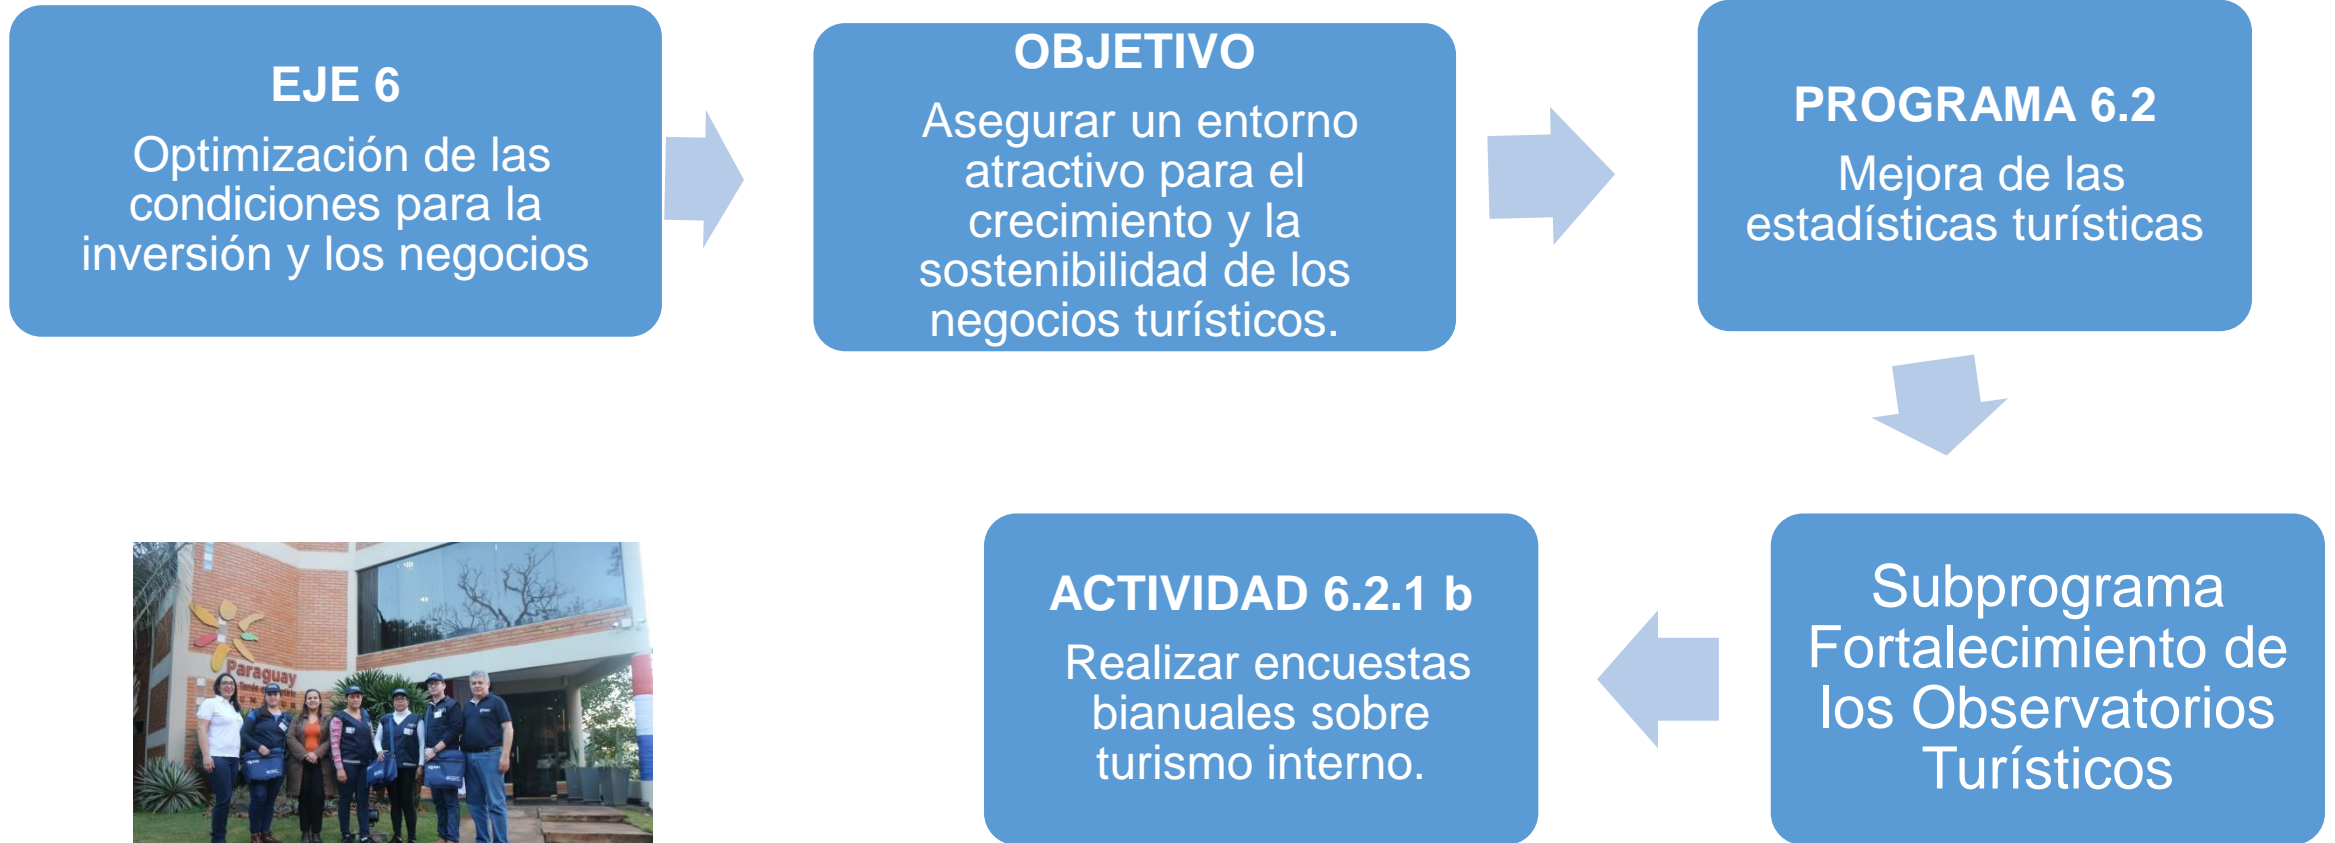 EJE 6
Optimización de las
condiciones para la
inversión y los negocios
OBJETIVO
Asegurar un entorno
atractivo para el
crecimiento y la
sostenibilidad de los
negocios turísticos.
PROGRAMA 6.2
Mejora de las
estadísticas turísticas
Subprograma
Fortalecimiento de
los Observatorios
Turísticos
ACTIVIDAD 6.2.1 b
Realizar encuestas
bianuales sobre
turismo interno.
Paraguay